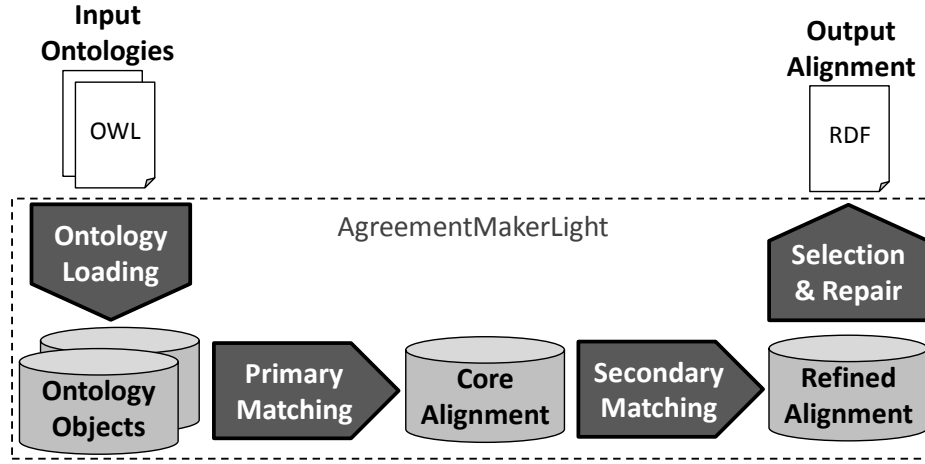 Input
Ontologies
OWL
Output
Alignment
RDF
AgreementMakerLight
Ontology
Loading
Selection
& Repair
Ontology
Objects
Primary
Matching
Core
Alignment
Secondary
Matching
Refined
Alignment